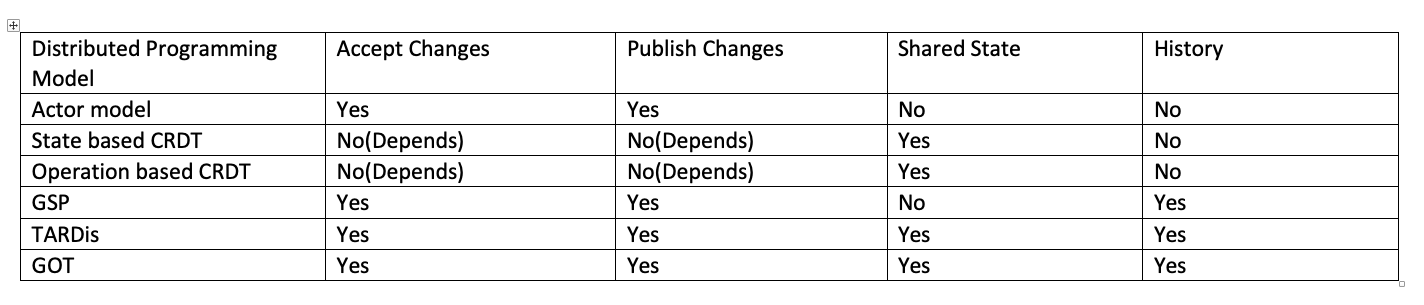 Distributed Programming Model Accept Changes Publish Changes Shared State History
Actor model Yes Yes No No
State based CRDT No(Depends) No(Depends) Yes No
Operation based CRDT No(Depends) No(Depends) Yes No
GSP Yes Yes No Yes
TARDis Yes Yes Yes Yes
GOT Yes Yes Yes Yes